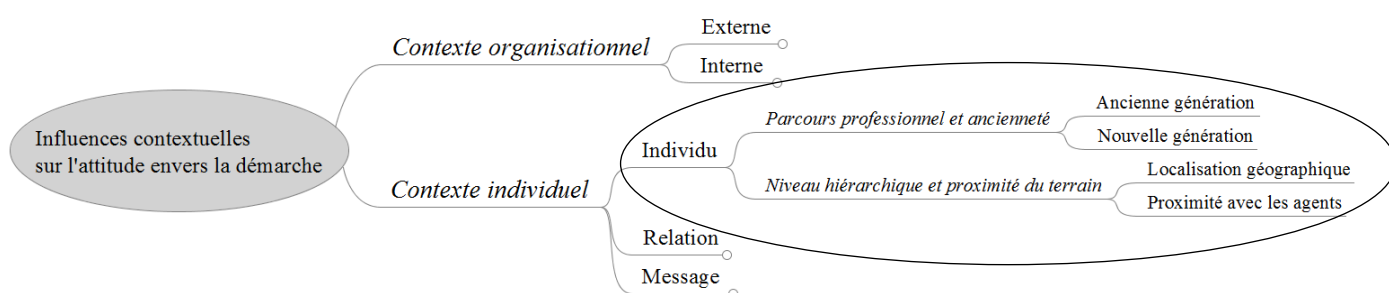 Influences contextuelles
sur l'attitude envers la démarche
Contexte organisationnel
Externe
Interne
Contexte individuel
Individu
Parcours professionnel et ancienneté
Ancienne génération
Nouvelle génération
Niveau hiérarchique et proximité du terrain
Localisation géographique
Proximité avec les agents
Relation
Message